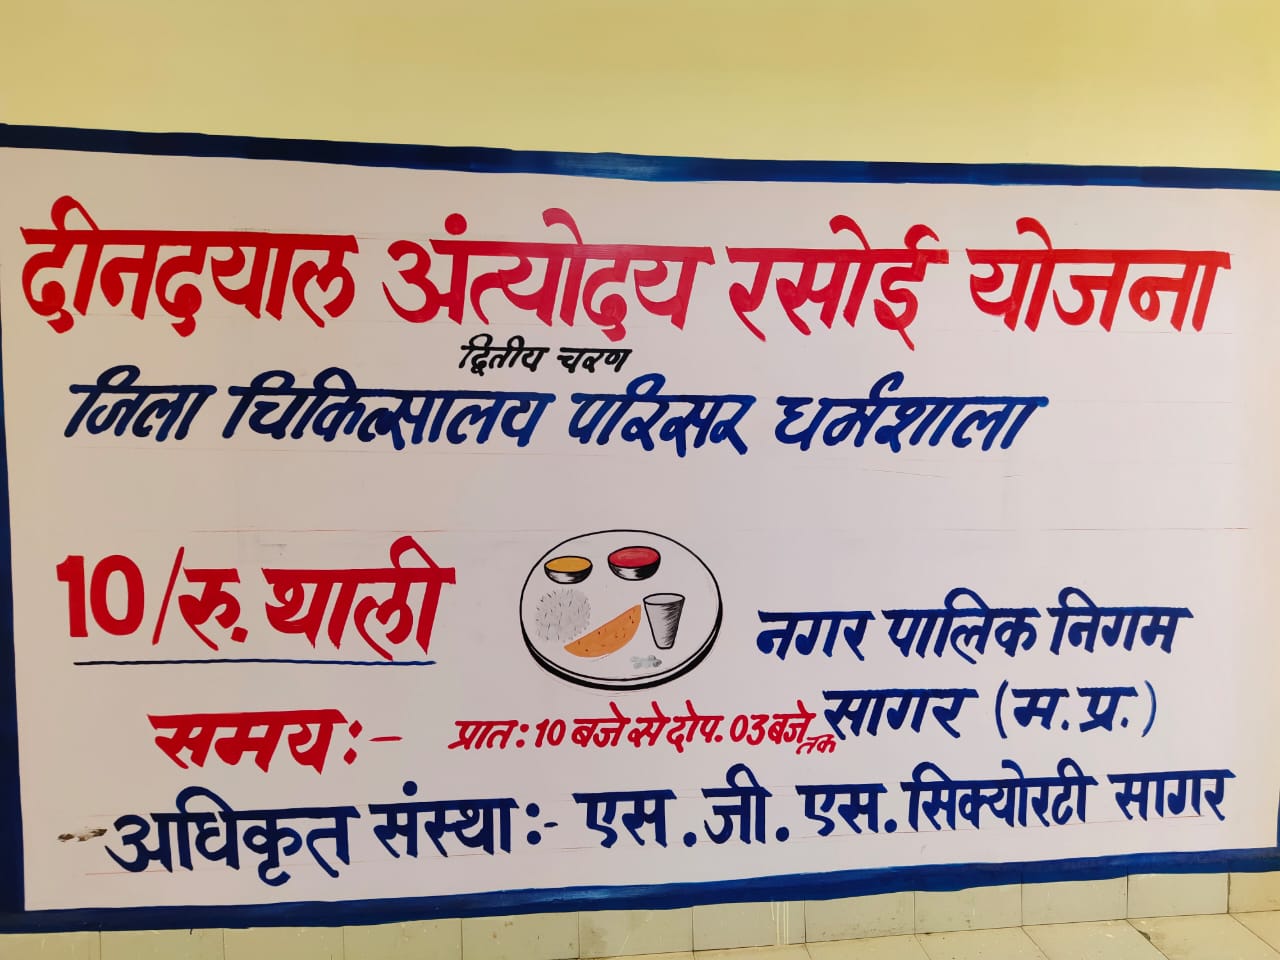 दीनदयाल अंत्योदय रसोई योजना
द्वितीय चरण
जिला चिकित्सालय परिसर धर्मशाला
10/रु. थाली
नगर पालिक निगम
सागर (म.प्र.)
समय:- प्रात: 10 बजे से दोप. 03 बजे तक
अधिकृत संस्था:- एस.जी.एस. सिक्योरटी सागर